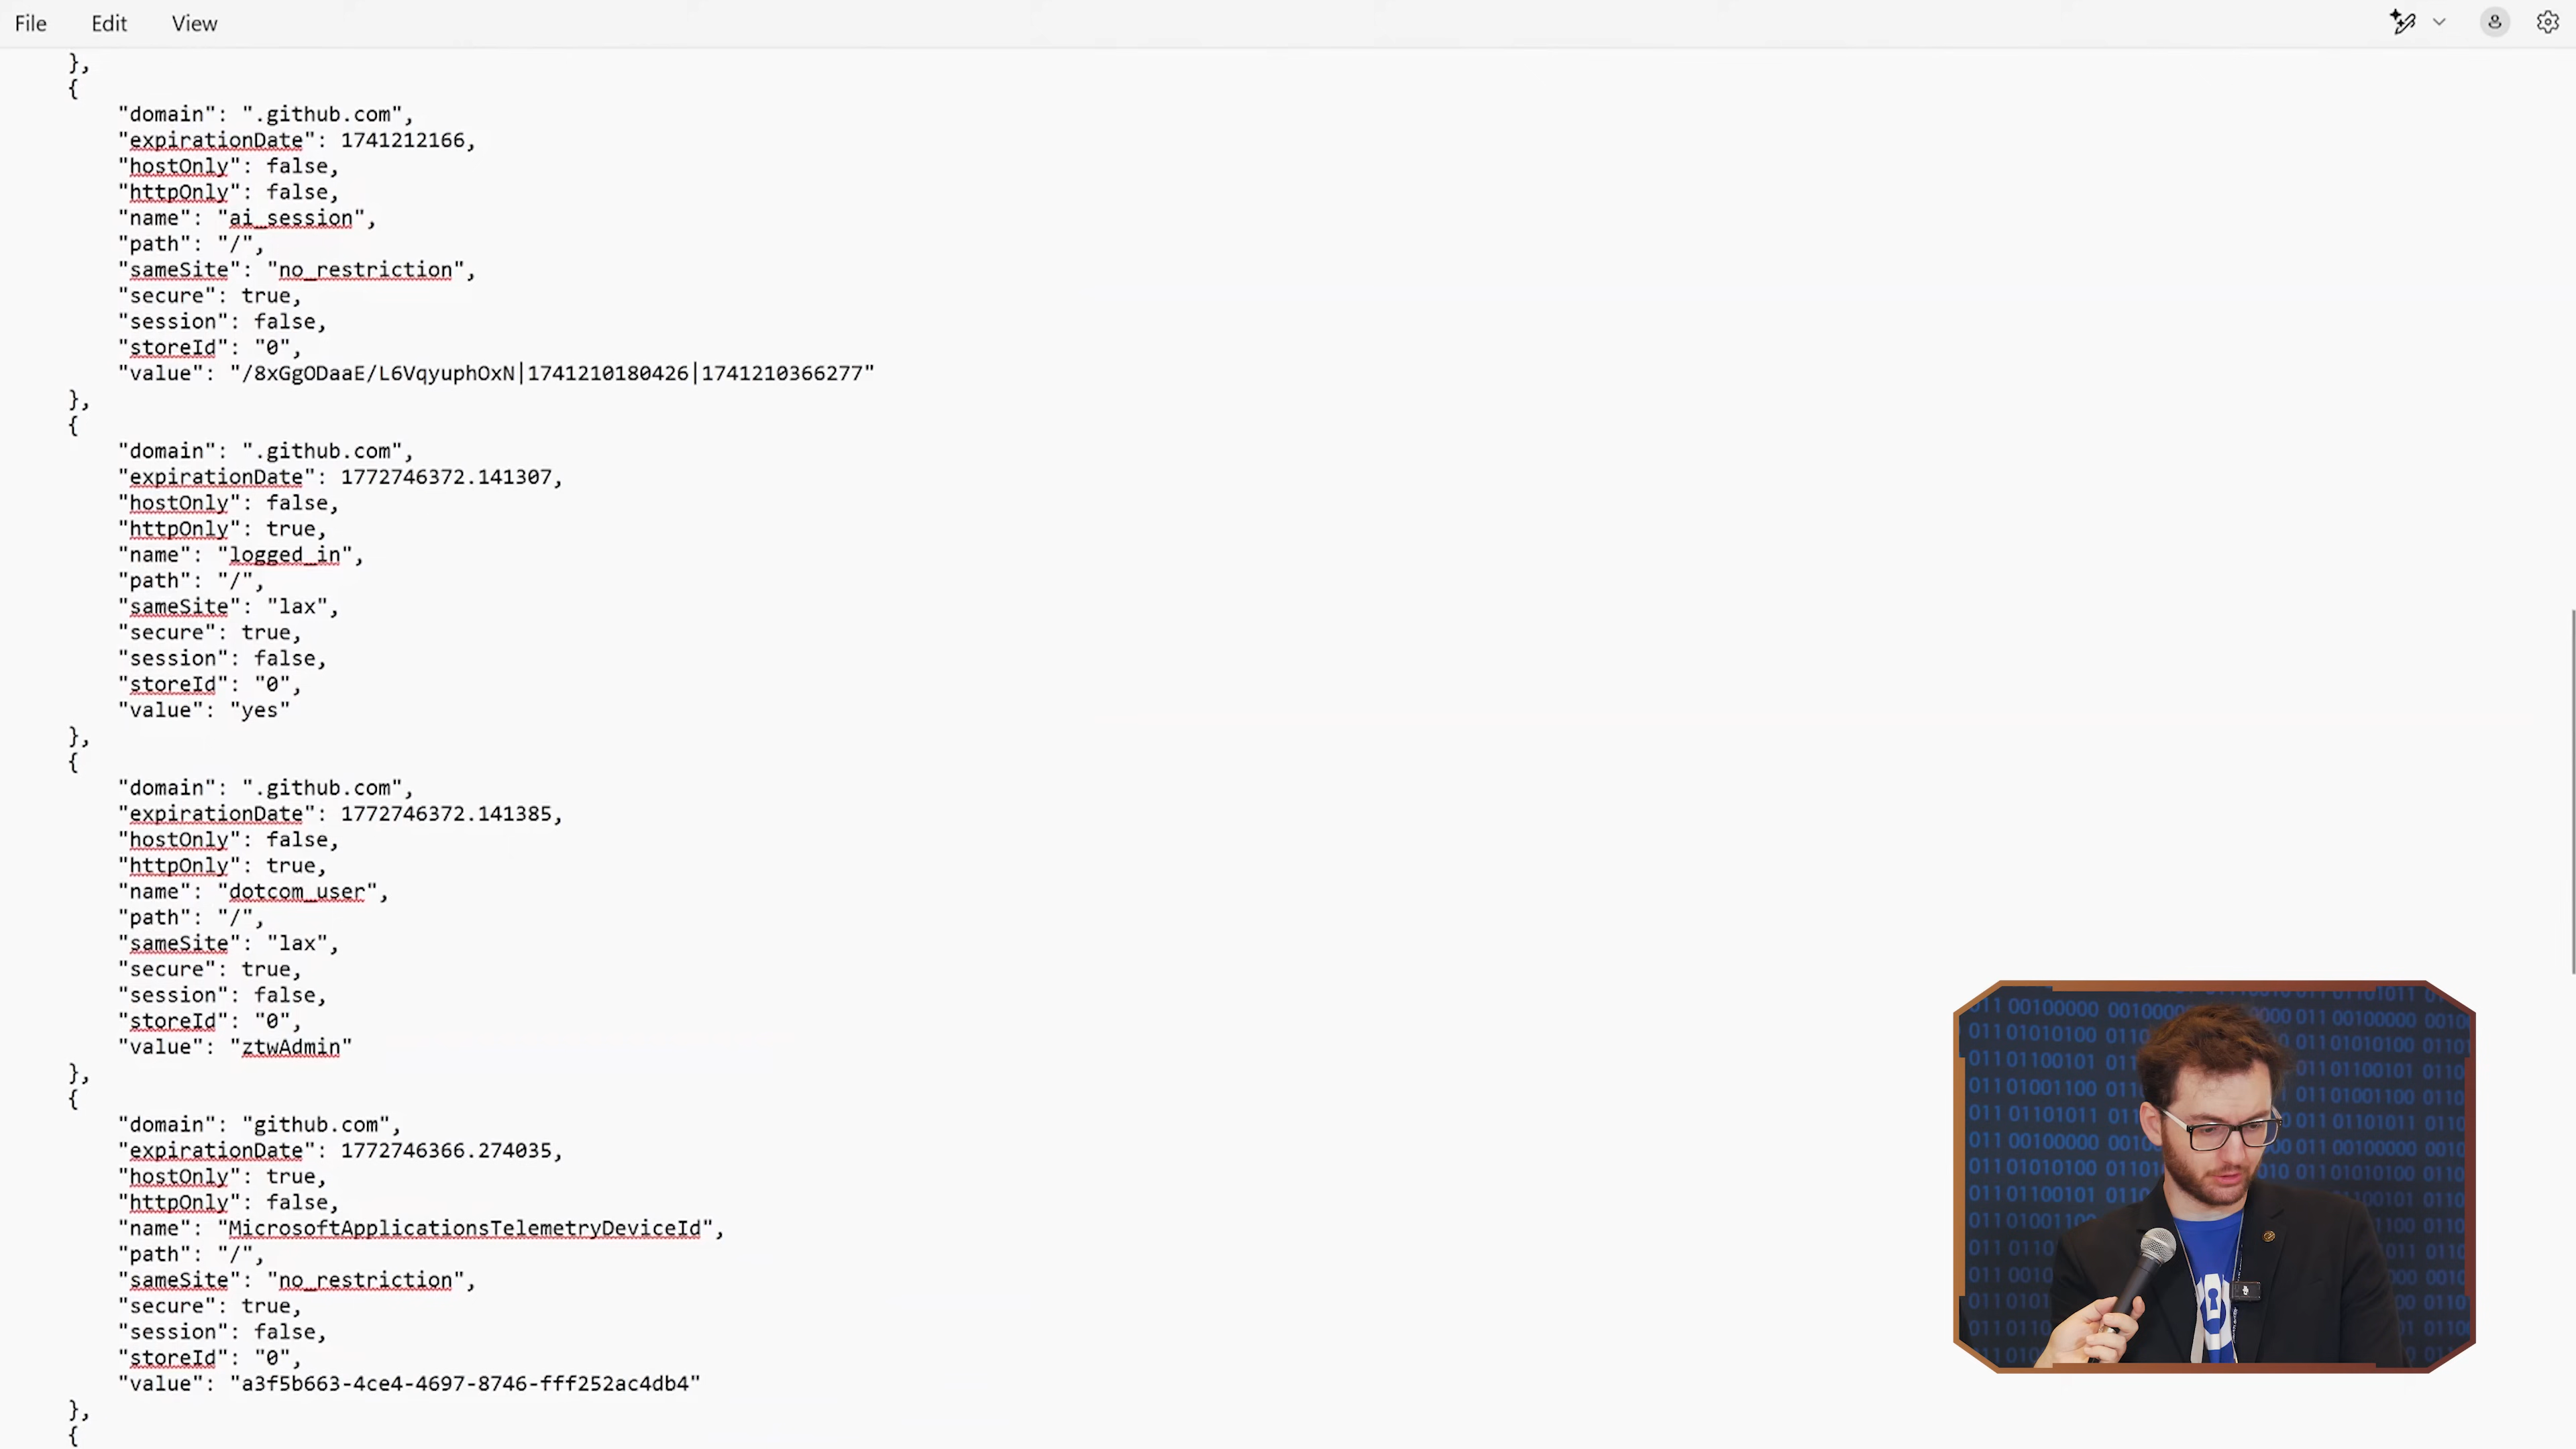 File Edit View
},
{
"domain": ".github.com",
"expirationDate": 1741212166,
"hostOnly": false,
"httpOnly": false,
"name": "ai_session",
"path": "/",
"sameSite": "no_restriction",
"secure": true,
"session": false,
"storeId": "0",
"value": "/8xGgODaaE/L6VqyuphOxN|1741210180426|1741210366277"
},
{
"domain": ".github.com",
"expirationDate": 1772746372.141307,
"hostOnly": false,
"httpOnly": true,
"name": "logged_in",
"path": "/",
"sameSite": "lax",
"secure": true,
"session": false,
"storeId": "0",
"value": "yes"
},
{
"domain": ".github.com",
"expirationDate": 1772746372.141385,
"hostOnly": false,
"httpOnly": true,
"name": "dotcom_user",
"path": "/",
"sameSite": "lax",
"secure": true,
"session": false,
"storeId": "0",
"value": "ztwAdmin"
},
{
"domain": "github.com",
"expirationDate": 1772746366.274035,
"hostOnly": true,
"httpOnly": false,
"name": "MicrosoftApplicationsTelemetryDeviceId",
"path": "/",
"sameSite": "no_restriction",
"secure": true,
"session": false,
"storeId": "0",
"value": "a3f5b663-4ce4-4697-8746-fff252ac4db4"
},
{